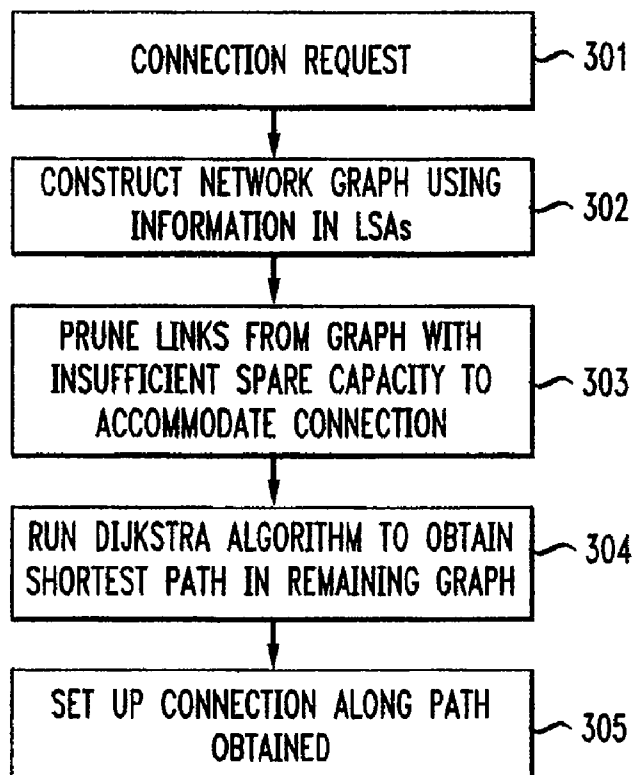 CONNECTION REQUEST
301
CONSTRUCT NETWORK GRAPH USING
INFORMATION IN LSAs
302
PRUNE LINKS FROM GRAPH WITH
INSUFFICIENT SPARE CAPACITY TO
ACCOMMODATE CONNECTION
303
RUN DIJKSTRA ALGORITHM TO OBTAIN
SHORTEST PATH IN REMAINING GRAPH
304
SET UP CONNECTION ALONG PATH
OBTAINED
305